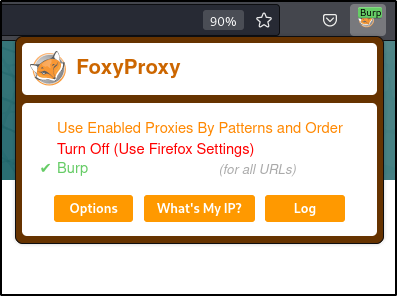 90%
Burp
FoxyProxy
Use Enabled Proxies By Patterns and Order
Turn Off (Use Firefox Settings)
✔ Burp (for all URLs)
Options What's My IP? Log